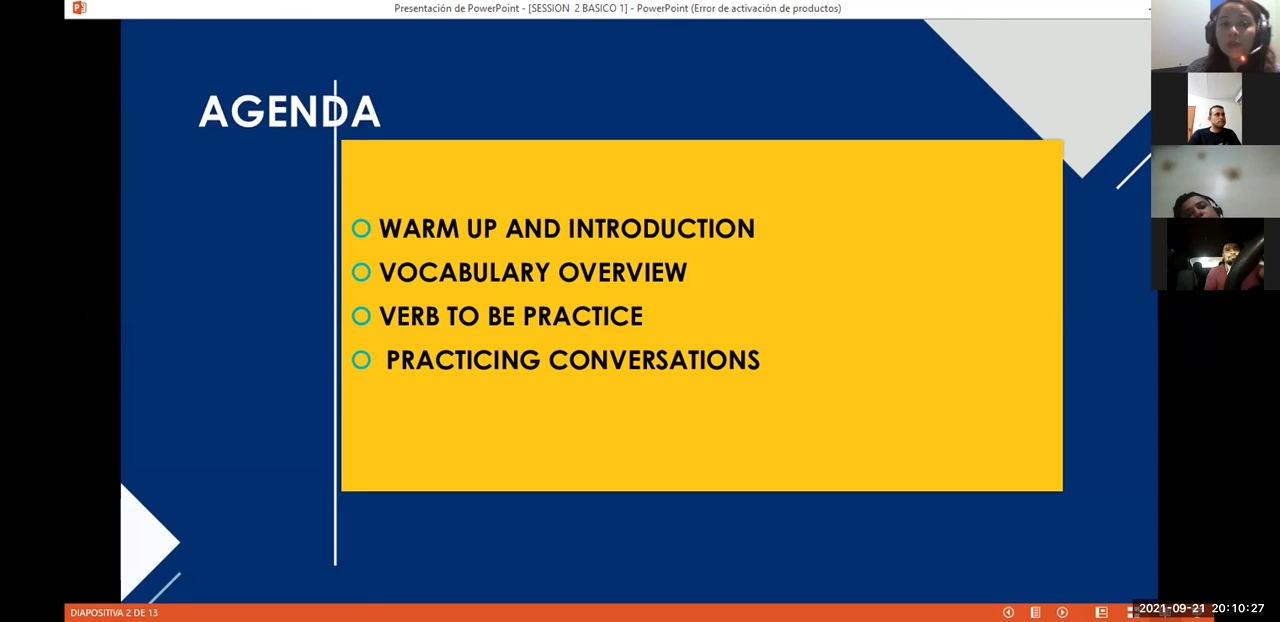 Presentación de PowerPoint - [SESSION 2 BASICO 1] - PowerPoint (Error de activación de productos)
AGENDA
WARM UP AND INTRODUCTION
VOCABULARY OVERVIEW
VERB TO BE PRACTICE
PRACTICING CONVERSATIONS
DIAPOSITIVA 2 DE 13
2021-09-21 20:10:27